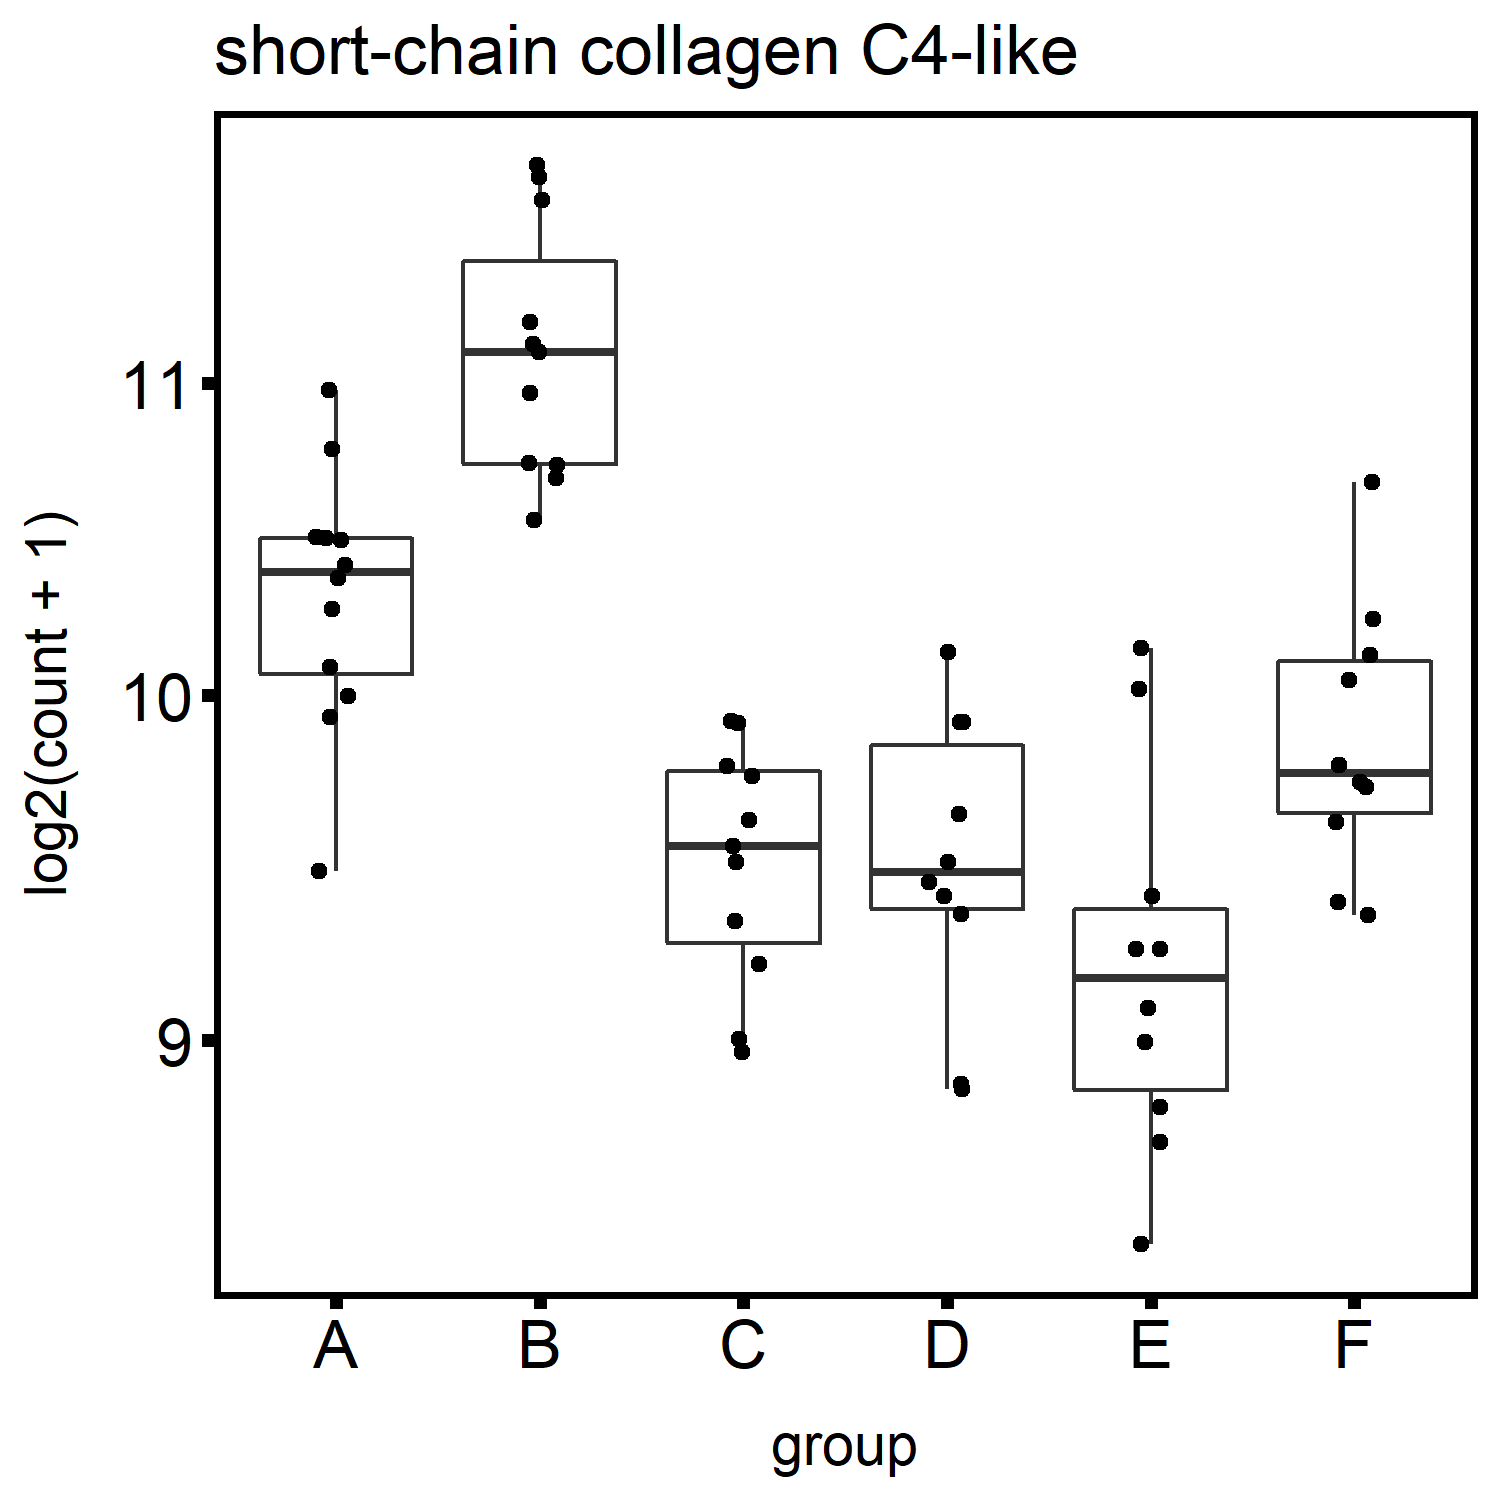 short-chain collagen C4-like
log2(count + 1)
11
10
9
A B C D E F
group